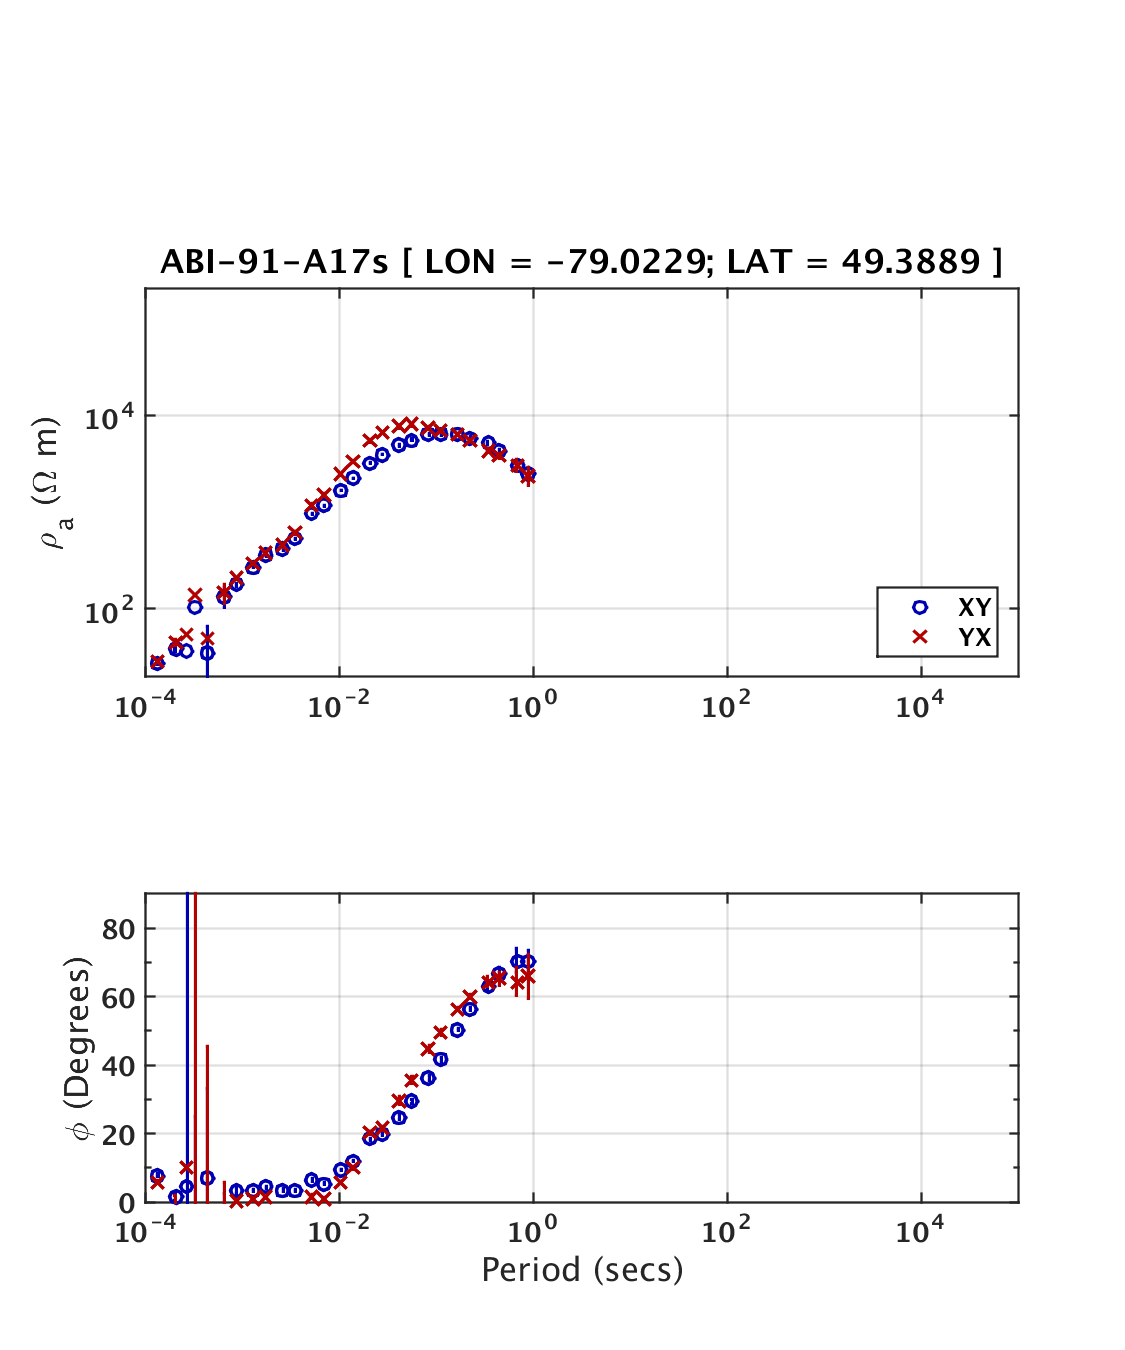 ABI-91-A17s [ LON = -79.0229; LAT = 49.3889 ]
ρa (Ω m)
10^4
10^2
XY
YX
10^-4 10^-2 10^0 10^2 10^4
ϕ (Degrees)
80
60
40
20
0
10^-4 10^-2 10^0 10^2 10^4
Period (secs)